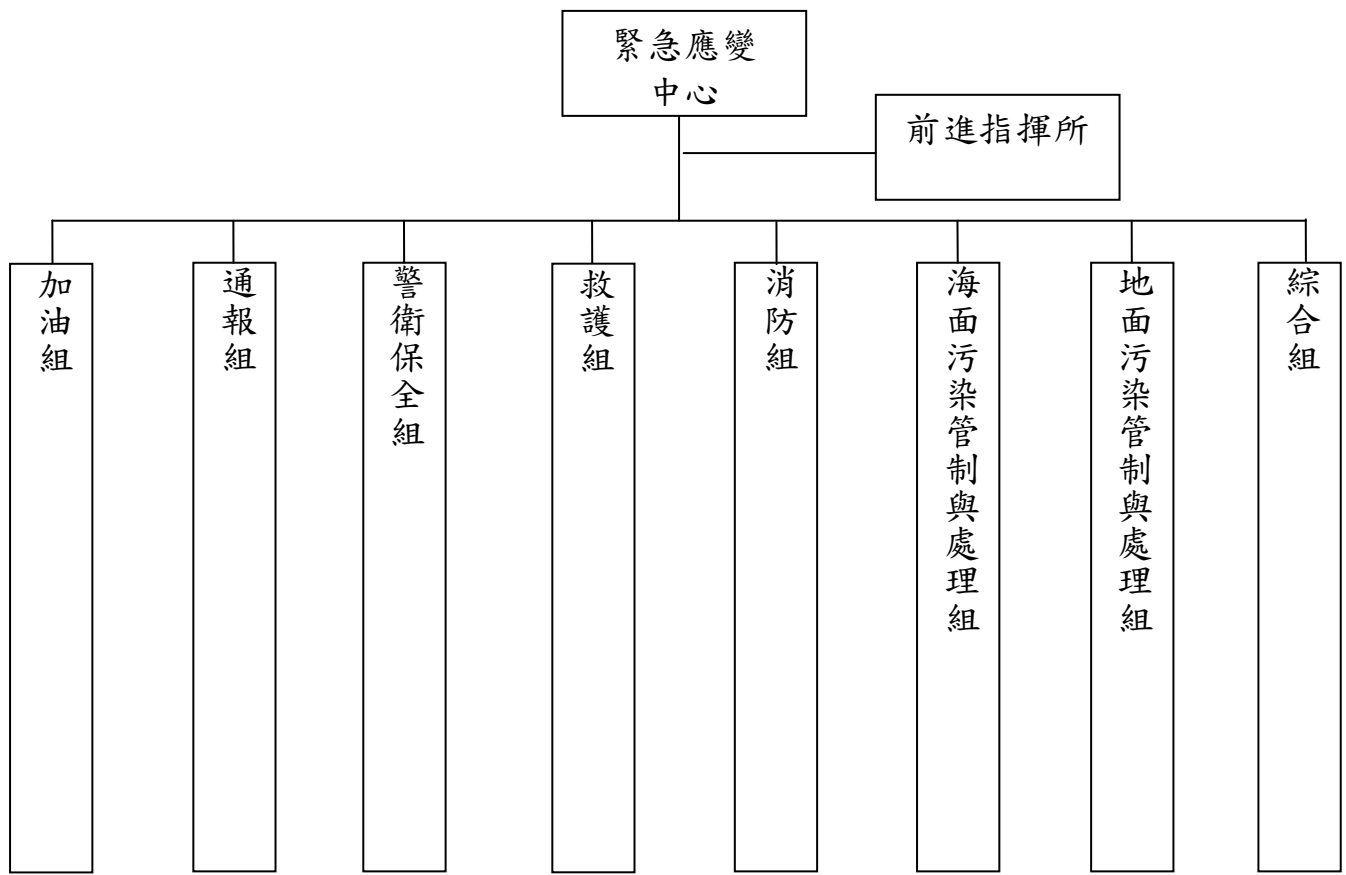 緊急應變
中心
前進指揮所
加油組
通報組
警衛保全組
救護組
消防組
海面污染管制與處理組
地面污染管制與處理組
綜合組